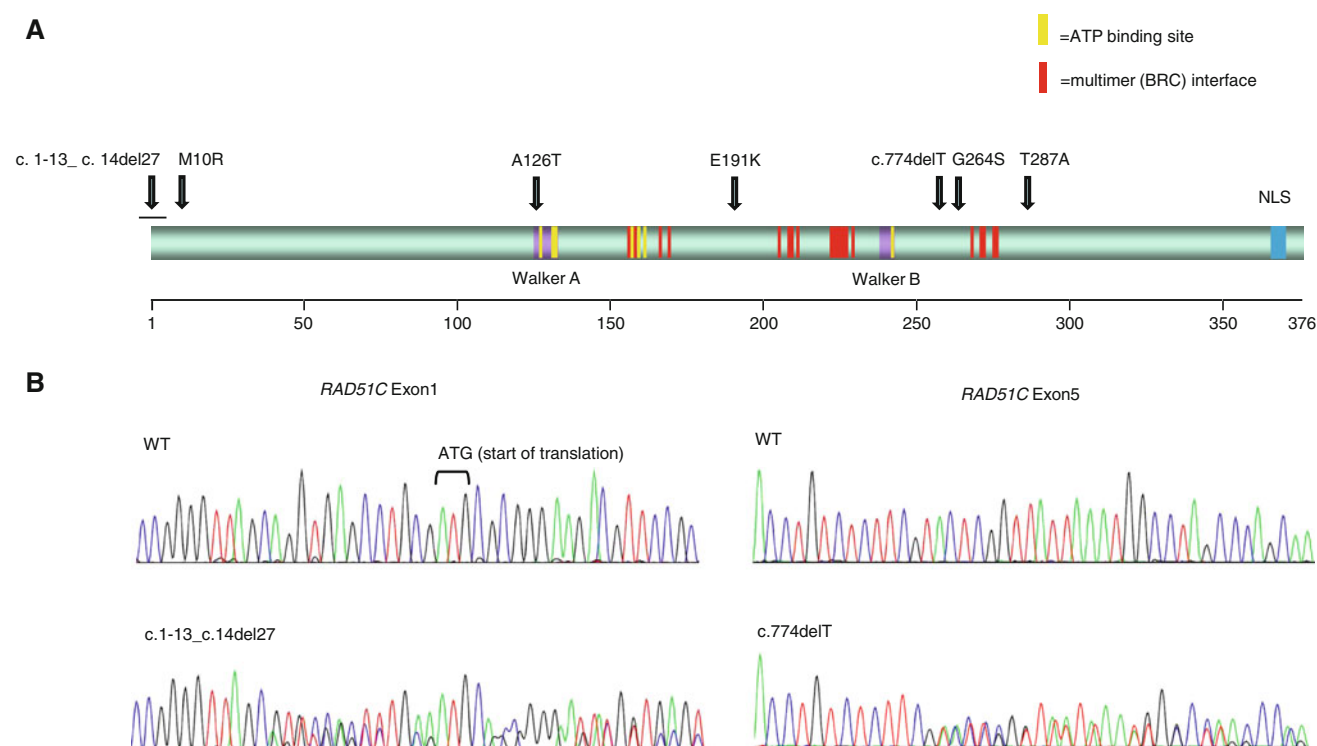 A
=ATP binding site
=multimer (BRC) interface
c. 1-13_ c. 14del27 M10R A126T E191K c.774delT G264S T287A
NLS
Walker A Walker B
1 50 100 150 200 250 300 350 376
B
RAD51C Exon1 RAD51C Exon5
WT WT
ATG (start of translation)
c.1-13_c.14del27 c.774delT